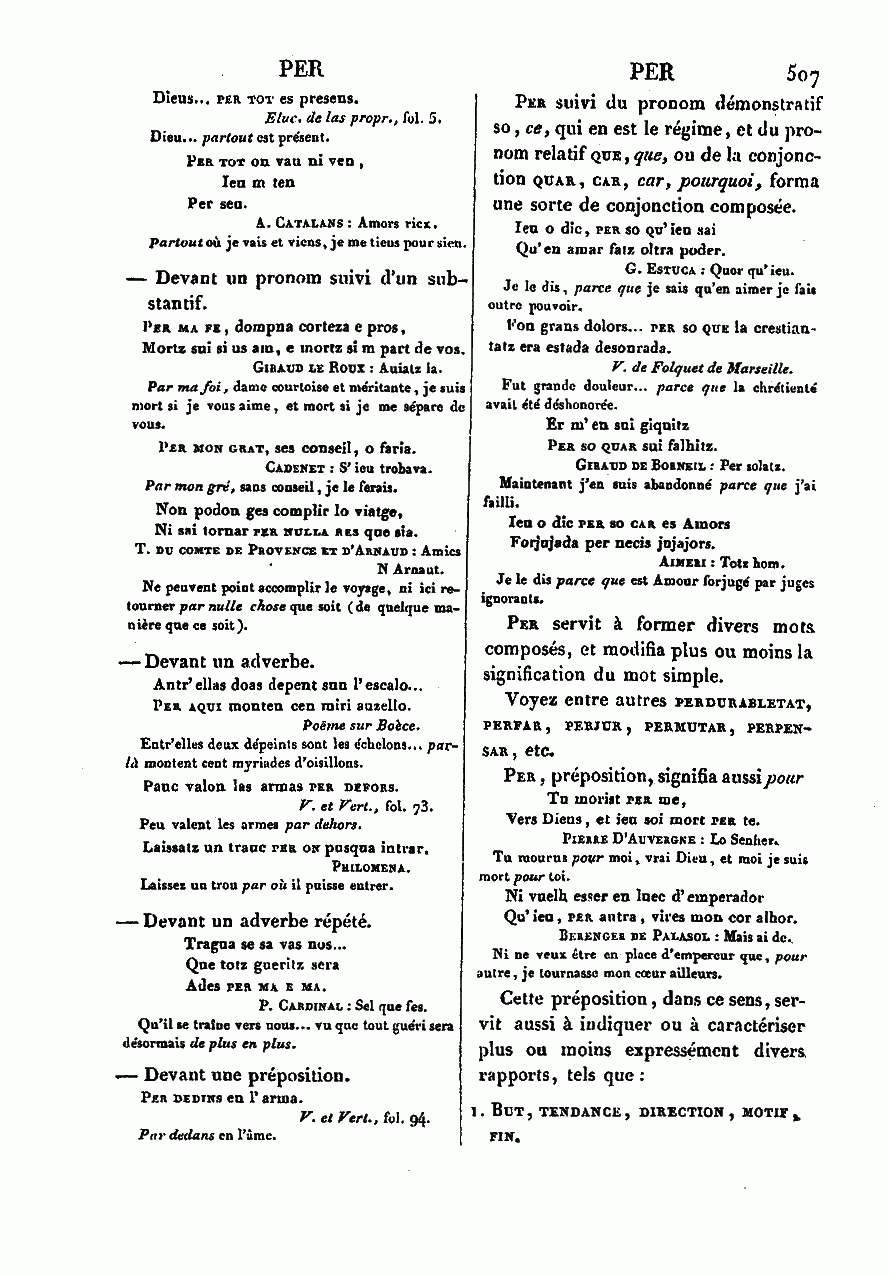 PER
PER 507
Dieus... PER TOT es presens.
Eluc. de las propr., fol. 5.
Dieu... partout est présent.
PER TOT on vau ni ven,
Ieu m ten
Per seu.
A. CATALANS : Amors ricx.
Partout où je vais et viens, je me tieus pour sien.
— Devant un pronom suivi d'un sub-
stantif.
PER MA FE, dompna corteza e pros,
Mortz sui si us am, e mortz si m part de vos.
GIRAUD LE ROUX : Auiatz la.
Par ma foi, dame courtoise et méritante, je suis
mort si je vous aime, et mort si je me sépare de
vous.
PER MON GRAT, ses conseil, o faria.
CADENET : S'ieu trobava.
Par mon gré, sans conseil, je le ferais.
Non podon ges complir lo viatge,
Ni sai tornar PER NULLA RES que sia.
T. DU COMTE DE PROVENCE ET D'ARNAUD : Amics
N Arnaut.
Ne peuvent point accomplir le voyage, ni ici re-
tourner par nulle chose que soit (de quelque ma-
nière que ce soit).
— Devant un adverbe.
Antr'ellas doas depent sun l'escalo...
PER AQUI monten cen miri auzello.
Poëme sur Boèce.
Entr'elles deux dépeints sont les échelons... par-
là montent cent myriades d'oisillons.
Pauc valon las armas PER DEFORS.
V. et Vert., fol. 73.
Peu valent les armes par dehors.
Laissatz un trauc PER ON pusqua intrar.
PHILOMENA.
Laissez un trou par où il puisse entrer.
— Devant un adverbe répété.
Tragua se sa vas nos...
Que totz gueritz sera
Ades PER MA E MA.
P. CARDINAL : Sel que fes.
Qu'il se traîne vers nous... vu que tout guéri sera
désormais de plus en plus.
— Devant une préposition.
PER DEDINS en l'arma.
V. et Vert., fol. 94.
Par dedans en l'âme.
PER suivi du pronom démonstratif
so, ce, qui en est le régime, et du pro-
nom relatif QUE, que, ou de la conjonc-
tion QUAR, CAR, car, pourquoi, forma
une sorte de conjonction composée.
Ieu o dic, PER SO QU'ieu sai
Qu'en amar fatz oltra poder.
G. ESTUCA : Quor qu'ieu.
Je le dis, parce que je sais qu'en aimer je fais
outre pouvoir.
Fon grans dolors... PER SO QUE la crestian-
tatz era estada desonrada.
V. de Folquet de Marseille.
Fut grande douleur... parce que la chrétienté
avait été déshonorée.
Er m'en sui giquitz
PER SO QUAR sui falhitz.
GIRAUD DE BORNEIL : Per solatz.
Maintenant j'en suis abandonné parce que j'ai
failli.
Ieu o dic PER SO CAR es Amors
Forjujada per necis jujajors.
AIMERI : Totz hom.
Je le dis parce que est Amour forjugé par juges
ignorants.
PER servit à former divers mots
composés, et modifia plus ou moins la
signification du mot simple.
Voyez entre autres PERDURABLETAT,
PERFAR, PERJUR, PERMUTAR, PERPEN-
SAR, etc.
PER, préposition, signifia aussi pour
Tu morist PER me,
Vers Dieus, et ieu soi mort PER te.
PIERRE D'AUVERGNE : Lo Senher.
Tu mourus pour moi, vrai Dieu, et moi je suis
mort pour toi.
Ni vuelh esser en luec d'emperador
Qu'ieu, PER autra, vires mon cor alhor.
BERENGER DE PALASOL : Mais ai de.
Ni ne veux être en place d'empereur que, pour
autre, je tournasse mon cœur ailleurs.
Cette préposition, dans ce sens, ser-
vit aussi à indiquer ou à caractériser
plus ou moins expressément divers
rapports, tels que :
1. BUT, TENDANCE, DIRECTION, MOTIF,
FIN.